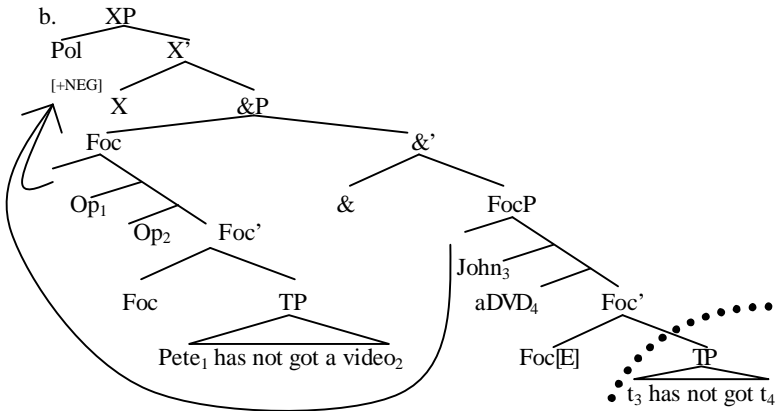 b. XP
Pol X’
[+NEG] X &P
Foc &’
Op1 & FocP
Op2 Foc’
John3
Foc TP aDVD4 Foc’
Pete1 has not got a video2 Foc[E] TP
t3 has not got t4